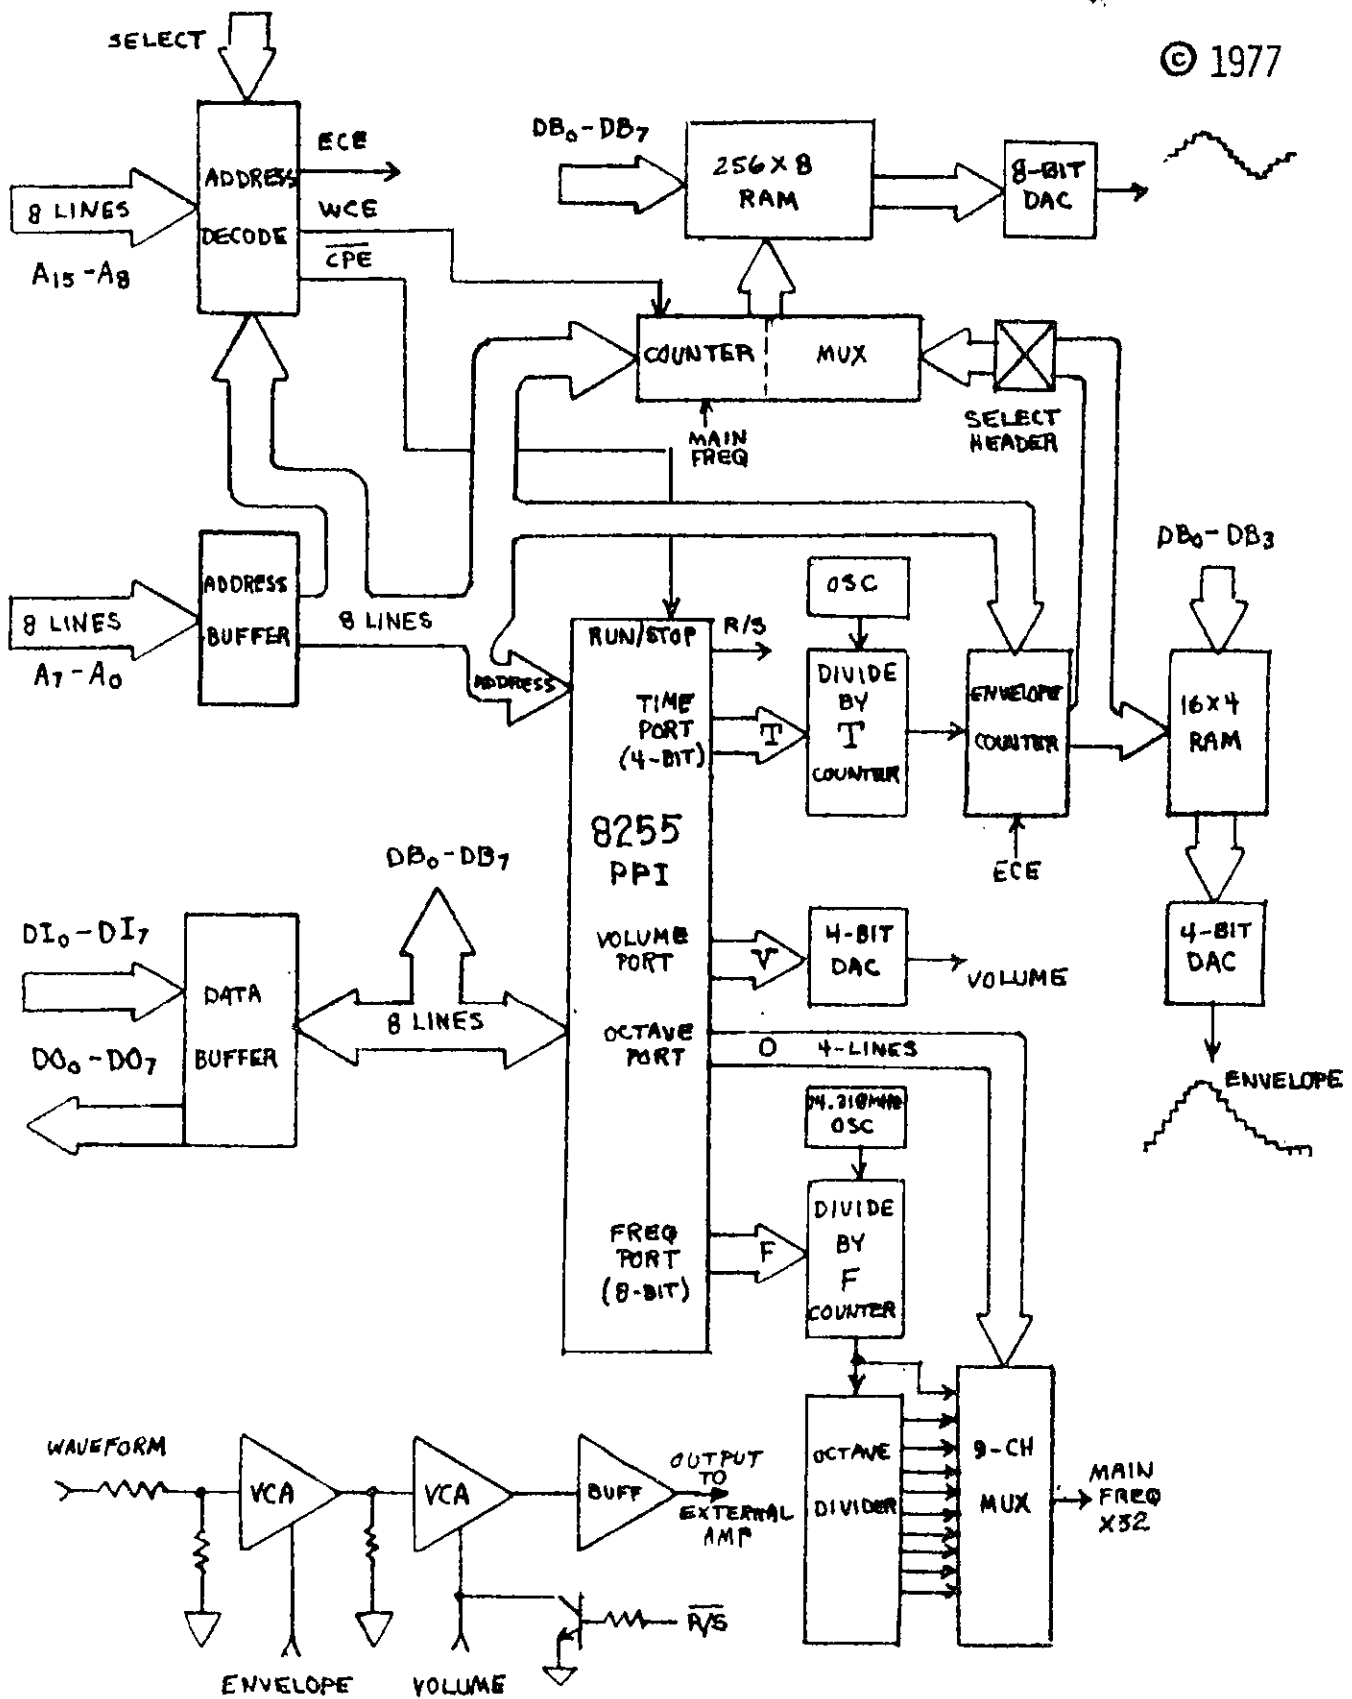 © 1977
SELECT
ADDRESS
DECODE
ECE
WCE
CPE
8 LINES
A15-A8
DB0-DB7
256X8
RAM
8-BIT
DAC
COUNTER
MUX
MAIN
FREQ
SELECT
HEADER
ADDRESS
BUFFER
8 LINES
A7-A0
8 LINES
ADDRESS
RUN/STOP
R/S
TIME
PORT
(4-BIT)
T
OSC
DIVIDE
BY
T
COUNTER
ENVELOPE
COUNTER
ECE
DB0-DB3
16X4
RAM
8255
PPI
DB0-DB7
DI0-DI7
DATA
BUFFER
8 LINES
DO0-DO7
VOLUME
PORT
V
4-BIT
DAC
VOLUME
4-BIT
DAC
ENVELOPE
OCTAVE
PORT
O 4-LINES
OSC
FREQ
PORT
(8-BIT)
F
DIVIDE
BY
F
COUNTER
OCTAVE
DIVIDER
9-CH
MUX
MAIN
FREQ
X32
WAVEFORM
VCA
VCA
BUFF
OUTPUT
TO
EXTERNAL
AMP
R/S
ENVELOPE
VOLUME